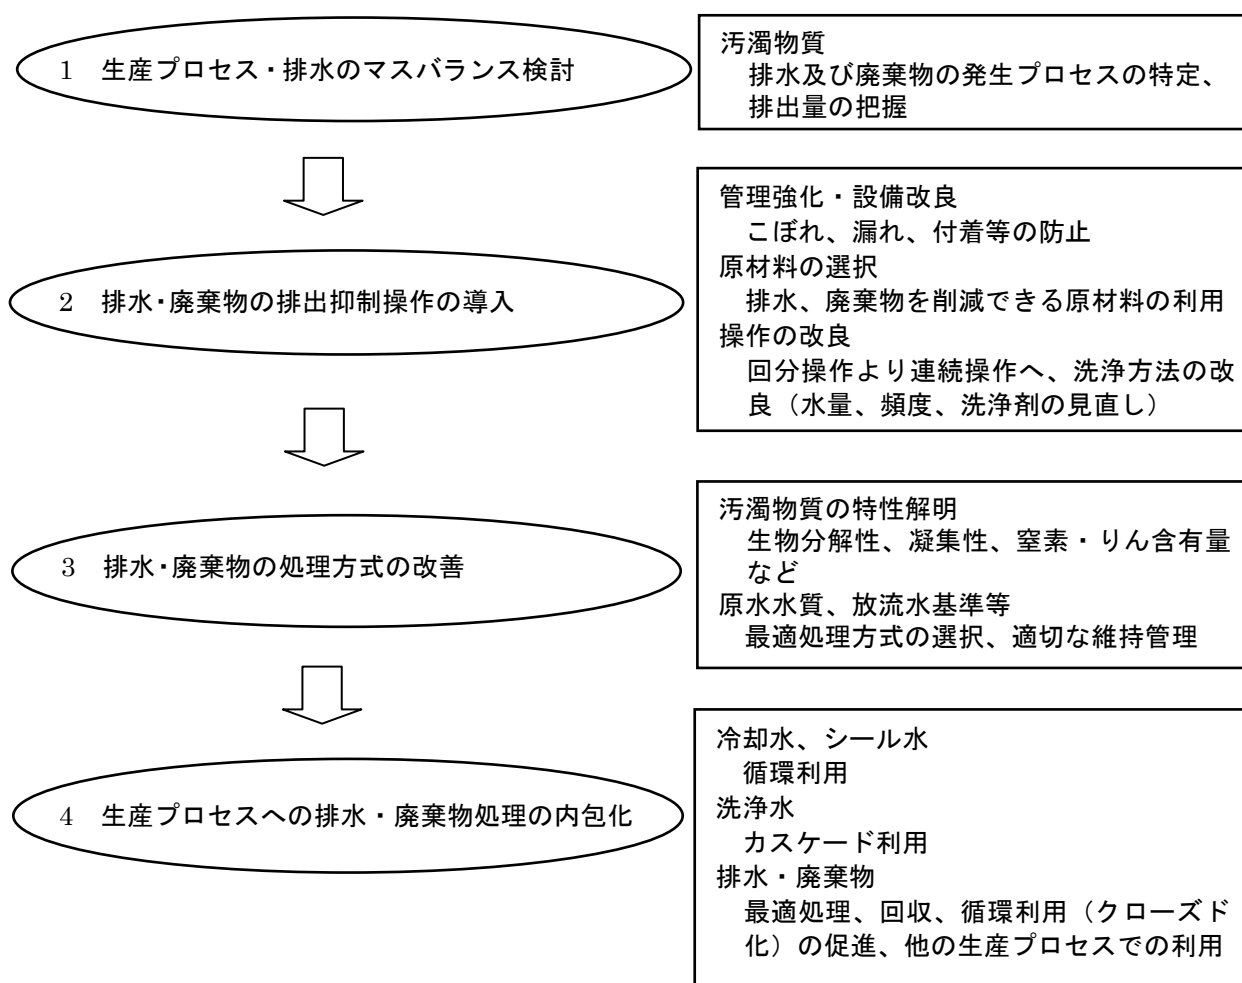 1 生産プロセス・排水のマスバランス検討
汚濁物質
排水及び廃棄物の発生プロセスの特定、
排出量の把握
2 排水・廃棄物の排出抑制操作の導入
管理強化・設備改良
こぼれ、漏れ、付着等の防止
原材料の選択
排水、廃棄物を削減できる原材料の利用
操作の改良
回分操作より連続操作へ、洗浄方法の改
良（水量、頻度、洗浄剤の見直し）
3 排水・廃棄物の処理方式の改善
汚濁物質の特性解明
生物分解性、凝集性、窒素・りん含有量
など
原水水質、放流水基準等
最適処理方式の選択、適切な維持管理
4 生産プロセスへの排水・廃棄物処理の内包化
冷却水、シール水
循環利用
洗浄水
カスケード利用
排水・廃棄物
最適処理、回収、循環利用（クローズド
化）の促進、他の生産プロセスでの利用